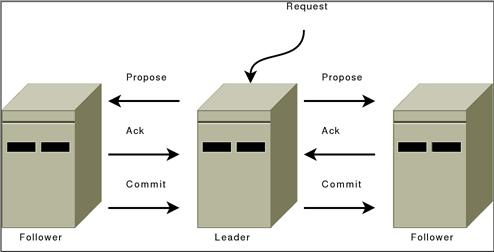 Request
Propose
Propose
Ack
Ack
Commit
Commit
Follower
Leader
Follower